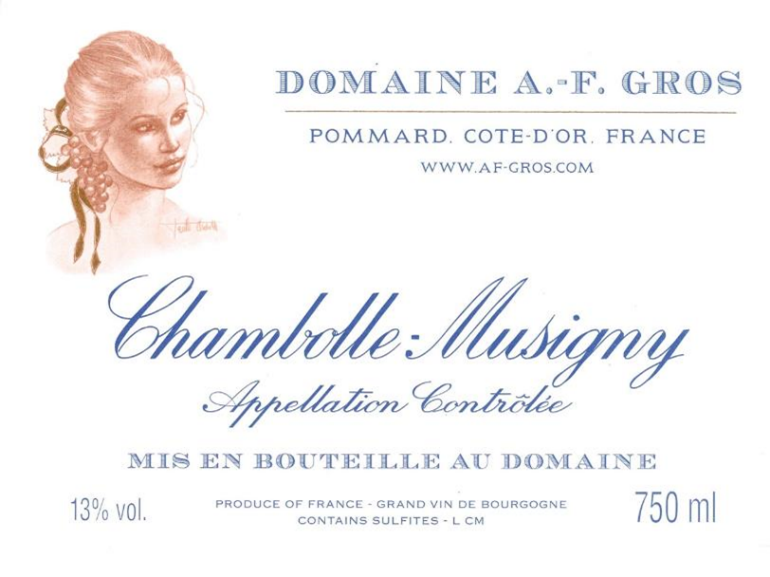 DOMAINE A.-F. GROS
POMMARD. COTE-D'OR. FRANCE
WWW.AF-GROS.COM
Chambolle-Musigny
Appellation Contrôlée
MIS EN BOUTEILLE AU DOMAINE
13% vol.
PRODUCE OF FRANCE - GRAND VIN DE BOURGOGNE
CONTAINS SULFITES - L CM
750 ml